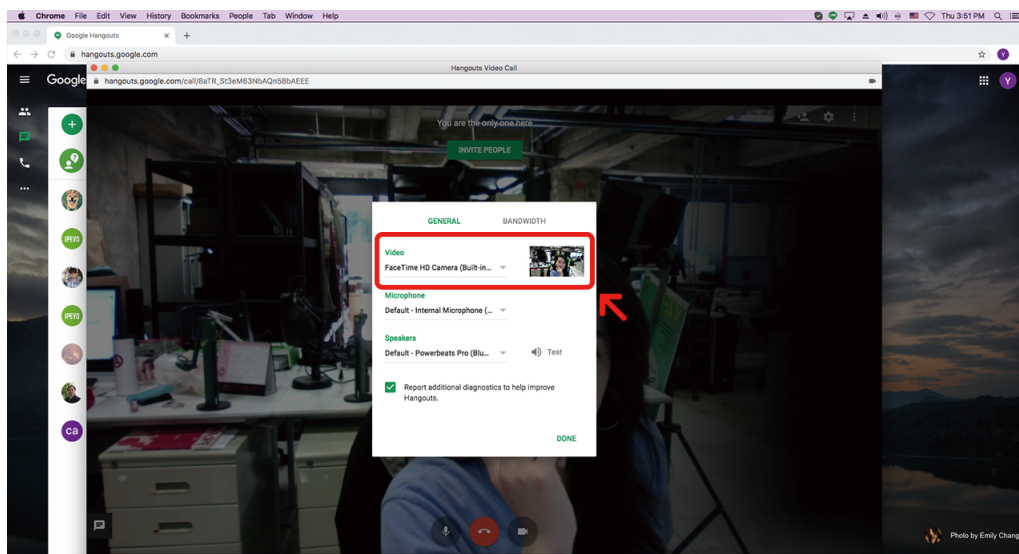 Chrome File Edit View History Bookmarks People Tab Window Help
Thu 3:51 PM
Google Hangouts
hangouts.google.com
Y
Hangouts Video Call
Google
hangouts.google.com/call/8aTR_St3eM63NbAQn58bAEEE
Y
You are the only one here
INVITE PEOPLE
GENERAL BANDWIDTH
Video
FaceTime HD Camera (Built-in...
Microphone
Default - Internal Microphone (...
Speakers
Default - Powerbeats Pro (Blu...
Test
Report additional diagnostics to help improve
Hangouts.
DONE
IPEVO
IPEVO
ca
Photo by Emily Chang